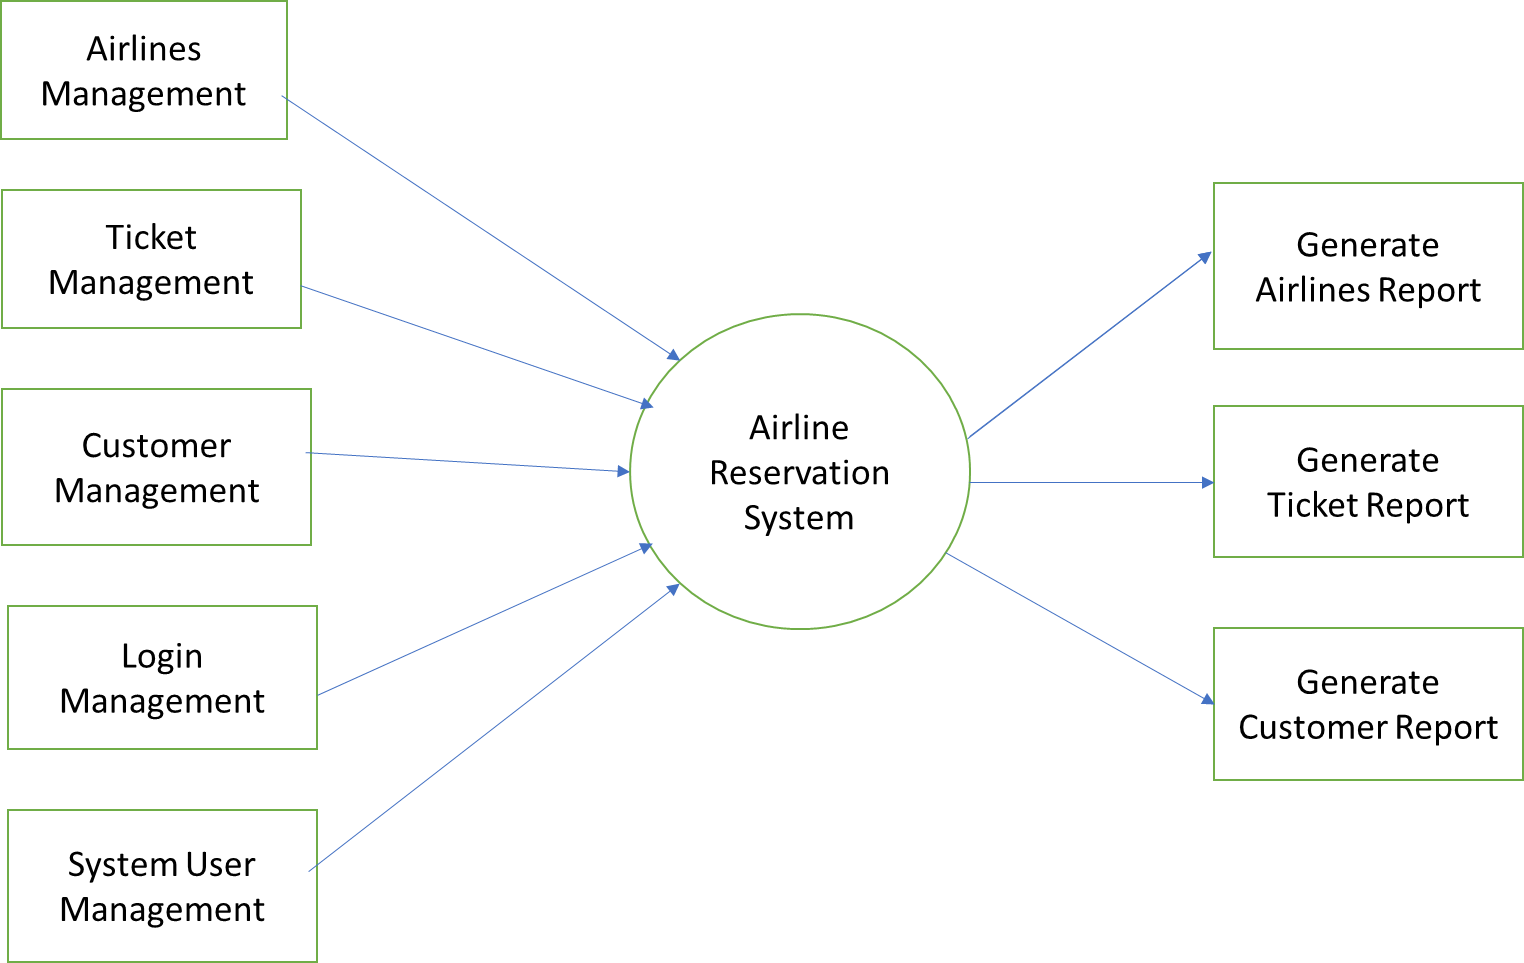 Airlines
Management
Ticket
Management
Customer
Management
Login
Management
System User
Management
Airline
Reservation
System
Generate
Airlines Report
Generate
Ticket Report
Generate
Customer Report